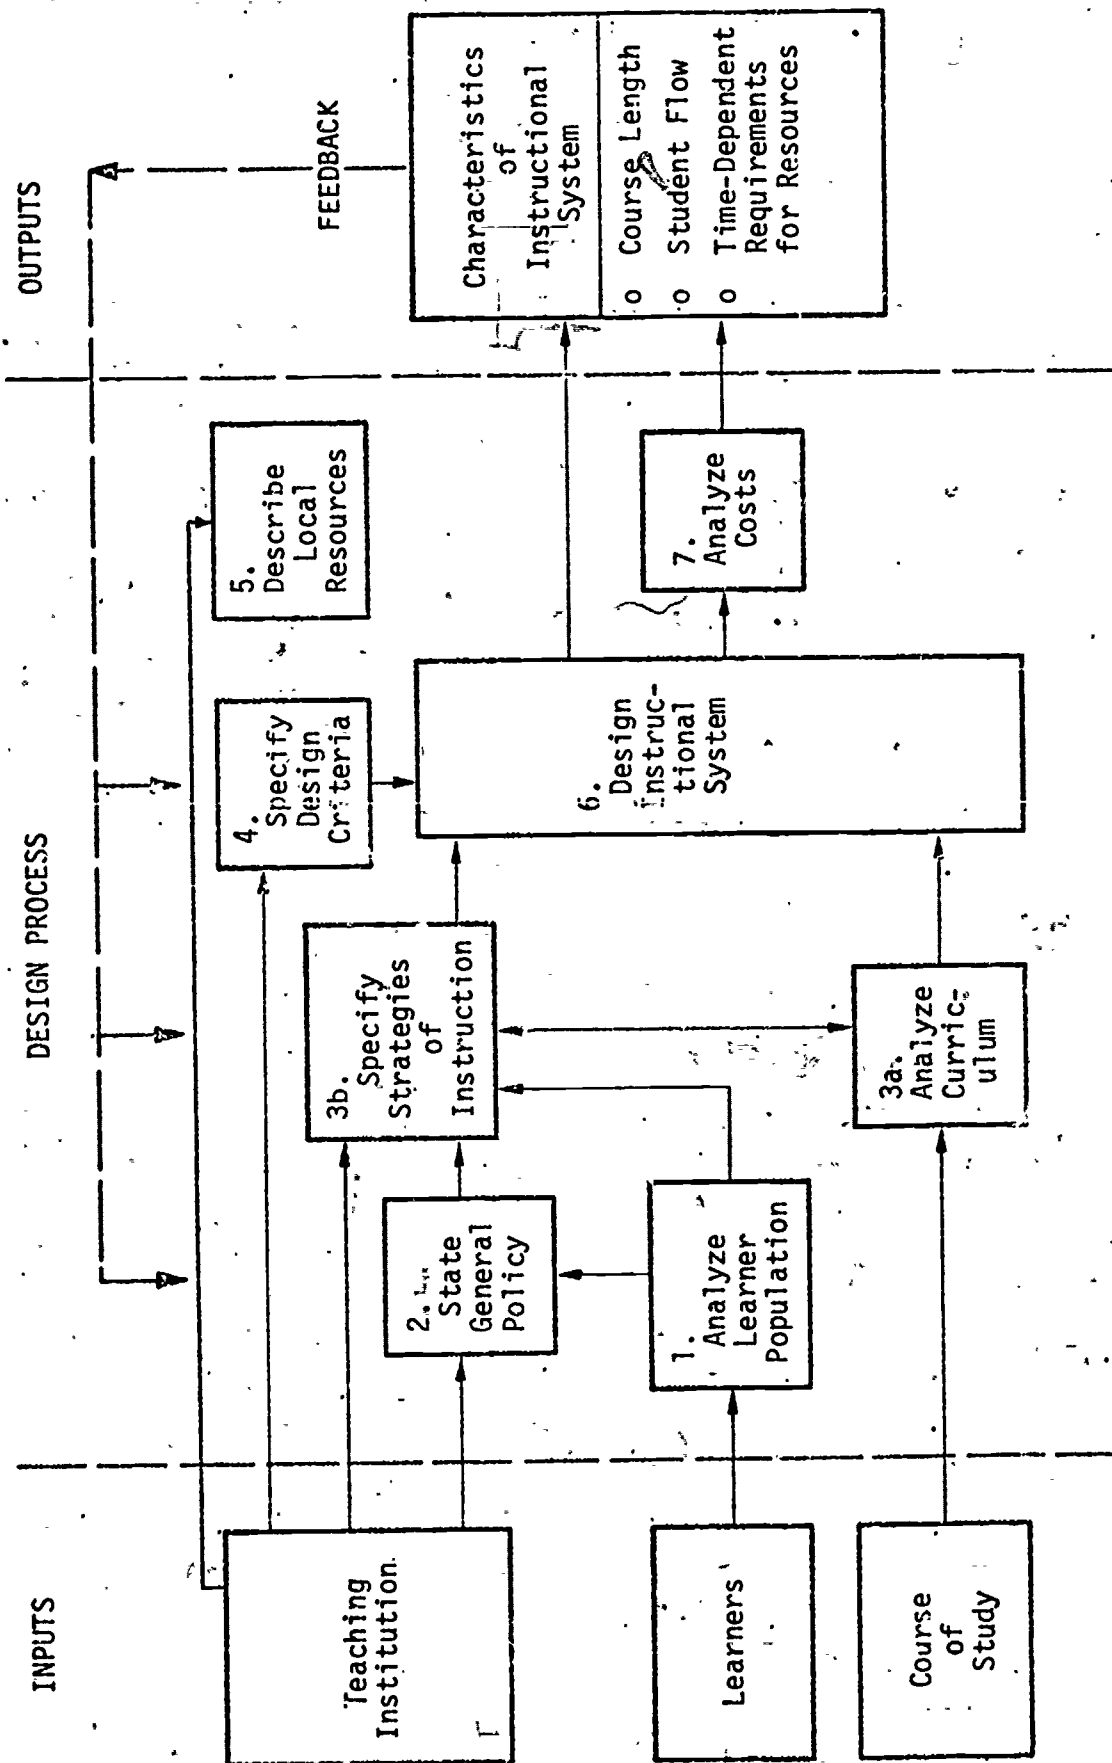 INPUTS
DESIGN PROCESS
OUTPUTS
Teaching
Institution
Learners
Course
of
Study
1.
Analyze
Learner
Population
2.
State
General
Policy
3b.
Specify
Strategies
of
Instruction
3a.
Analyze
Curric-
ulum
4.
Specify
Design
Criteria
5.
Describe
Local
Resources
6.
Design
Instruc-
tional
System
7.
Analyze
Costs
FEEDBACK
Characteristics
of
Instructional
System
o Course Length
o Student Flow
o Time-Dependent
Requirements
for Resources